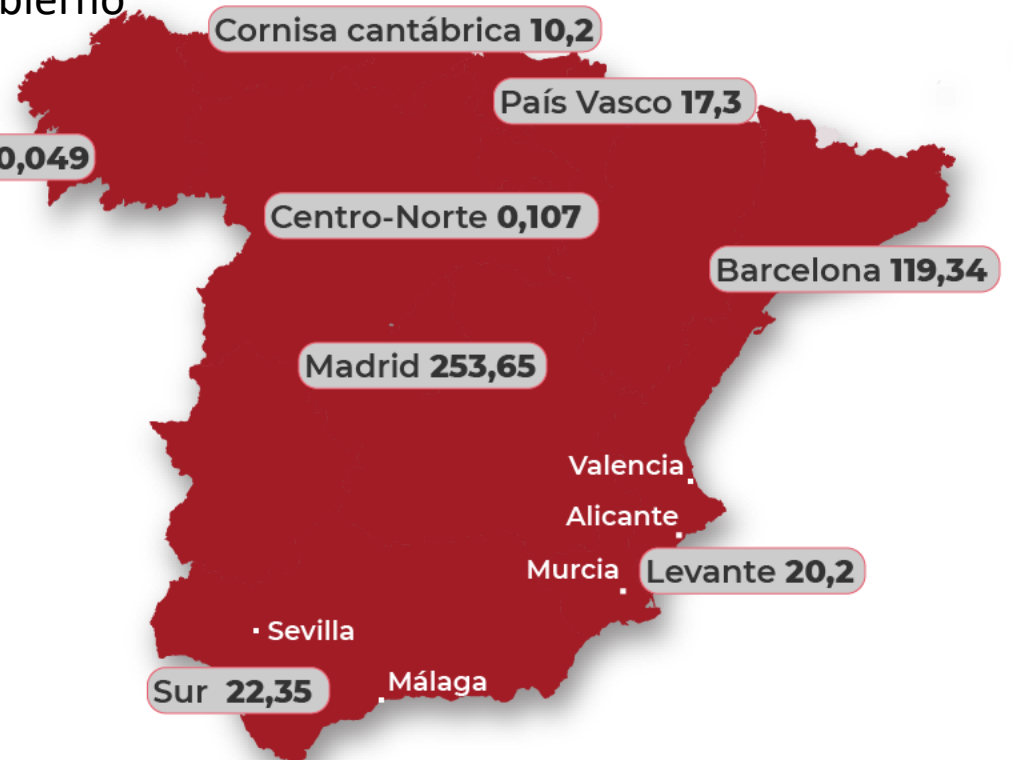 Cornisa cantábrica 10,2
País Vasco 17,3
0,049
Centro-Norte 0,107
Barcelona 119,34
Madrid 253,65
Valencia
Alicante
Murcia
Levante 20,2
Sevilla
Málaga
Sur 22,35